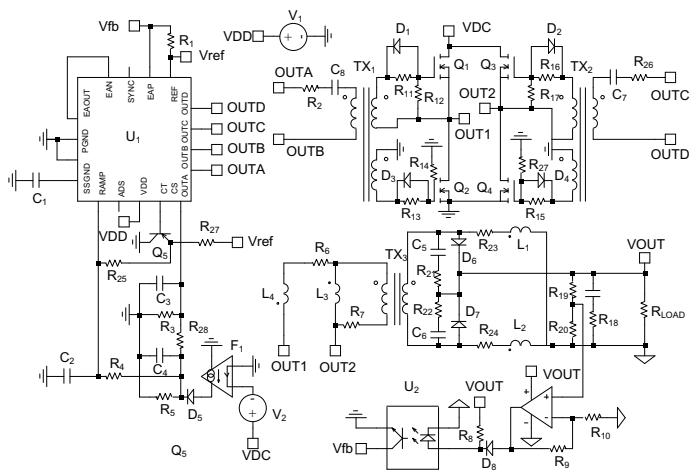 Vfb
R1
Vref
VDD
V1
D1
VDC
D2
OUTA
C8
TX1
Q1
Q3
R16
TX2
R26
R2
R11
R12
OUT2
R17
C7
OUTC
OUTB
OUT1
OUTD
EAOUT
EAN
SYNC
EAP
REF
PGND
U1
OUTD
OUTC
OUTB
OUTA
SSGND
RAMP
ADS
VDD
CT
CS
OUTD
OUTC
OUTB
OUTA
C1
VDD
Q5
R27
Vref
R25
D3
R14
R13
Q2
Q4
R27
D4
R15
C3
R3
R28
C2
R4
C4
R5
D5
F1
V2
VDC
Q5
R6
L4
L3
R7
OUT1
OUT2
TX3
C5
D6
R23
L1
R21
R22
D7
C6
R24
L2
VOUT
R19
R20
R18
RLOAD
U2
VOUT
VOUT
R8
Vfb
D8
R9
R10